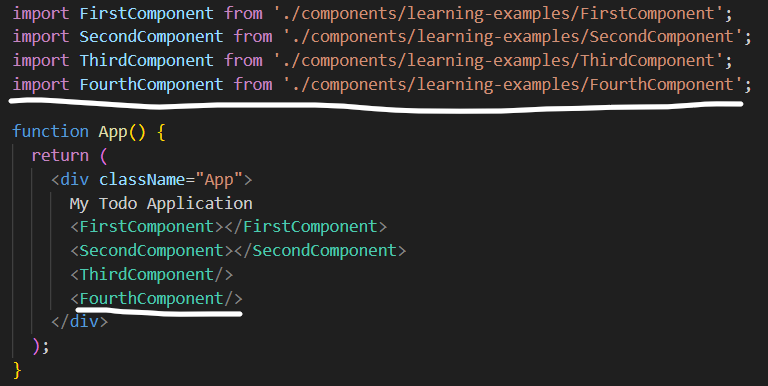 import FirstComponent from './components/learning-examples/FirstComponent';
import SecondComponent from './components/learning-examples/SecondComponent';
import ThirdComponent from './components/learning-examples/ThirdComponent';
import FourthComponent from './components/learning-examples/FourthComponent';
function App() {
  return (
    <div className="App">
      My Todo Application
      <FirstComponent></FirstComponent>
      <SecondComponent></SecondComponent>
      <ThirdComponent/>
      <FourthComponent/>
    </div>
  );
}